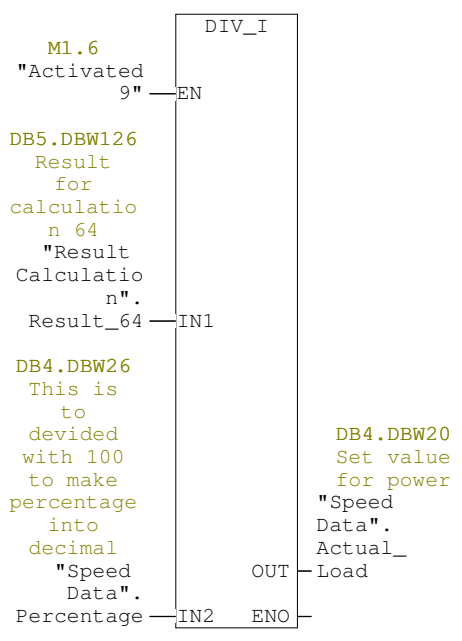 DIV_I
M1.6
"Activated
9"
EN
DB5.DBW126
Result
for
calculatio
n 64
"Result
Calculatio
n".
Result_64
IN1
DB4.DBW26
This is
to
devided
with 100
to make
percentage
into
decimal
"Speed
Data".
Percentage
IN2
DB4.DBW20
Set value
for power
"Speed
Data".
Actual_
OUT
Load
ENO